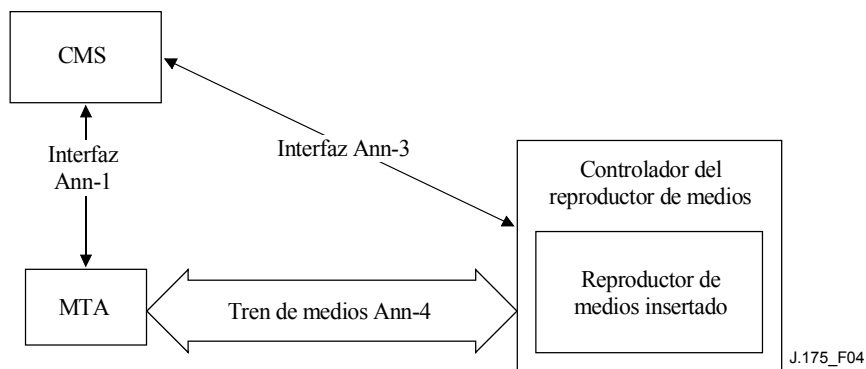 CMS
Interfaz
Ann-1
Interfaz Ann-3
Controlador del
reproductor de medios
Reproductor de
medios insertado
MTA
Tren de medios Ann-4
J.175_F04